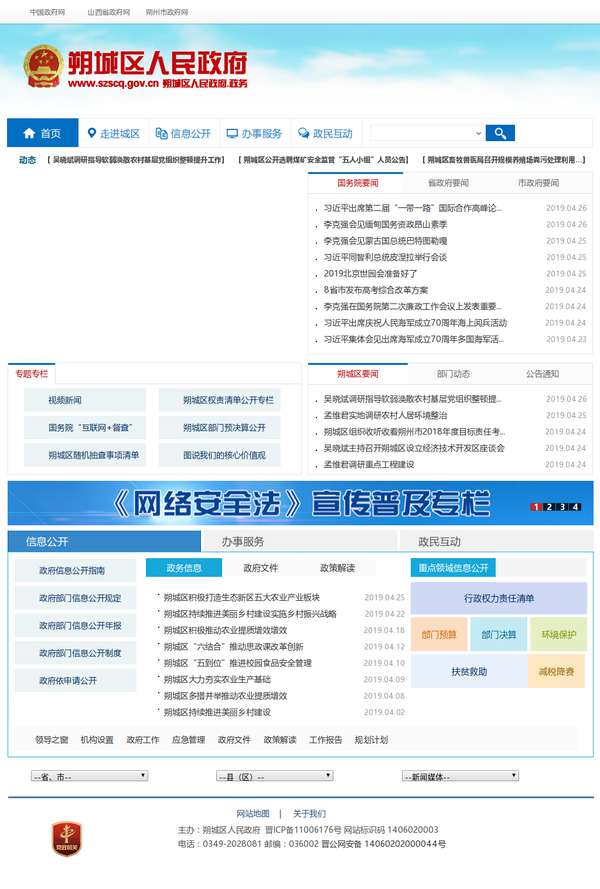 中国政府网 山西省政府网 朔州市政府网
朔城区人民政府
www.szscq.gov.cn 朔城区人民政府.政务
首页 走进城区 信息公开 办事服务 政民互动
动态 【 吴晓斌调研指导软弱涣散农村基层党组织整顿提升工作】 【 朔城区公开选聘煤矿安全监管“五人小组”人员公告】 【 朔城区畜牧兽医局召开规模养殖场粪污处理利用...】
国务院要闻 省政府要闻 市政府要闻
习近平出席第二届“一带一路”国际合作高峰论... 2019.04.26
李克强会见缅甸国务资政昂山素季 2019.04.26
李克强会见蒙古国总统巴特图勒嘎 2019.04.25
习近平同智利总统皮涅拉举行会谈 2019.04.25
2019北京世园会准备好了 2019.04.25
8省市发布高考综合改革方案 2019.04.24
李克强在国务院第二次廉政工作会议上发表重要... 2019.04.24
习近平出席庆祝人民海军成立70周年海上阅兵活动 2019.04.24
习近平集体会见出席海军成立70周年多国海军活... 2019.04.23
专题专栏
视频新闻 朔城区权责清单公开专栏
国务院“互联网+督查” 朔城区部门预决算公开
朔城区随机抽查事项清单 图说我们的核心价值观
朔城区要闻 部门动态 公告通知
吴晓斌调研指导软弱涣散农村基层党组织整顿提... 2019.04.26
孟维君实地调研农村人居环境整治 2019.04.25
朔城区组织收听收看朔州市2018年度目标责任考... 2019.04.24
吴晓斌主持召开朔城区设立经济技术开发区座谈会 2019.04.24
孟维君调研重点工程建设 2019.04.24
《网络安全法》宣传普及专栏
1 2 3 4
信息公开 办事服务 政民互动
政府信息公开指南
政府部门信息公开规定
政府部门信息公开年报
政府部门信息公开制度
政府依申请公开
政务信息 政府文件 政策解读
朔城区积极打造生态新区五大农业产业板块 2019.04.25
朔城区持续推进美丽乡村建设实施乡村振兴战略 2019.04.22
朔城区积极推动农业提质增效增效 2019.04.18
朔城区“六结合”推动思政课改革创新 2019.04.12
朔城区“五到位”推进校园食品安全管理 2019.04.10
朔城区大力夯实农业生产基础 2019.04.09
朔城区多措并举推动农业提质增效 2019.04.08
朔城区持续推进美丽乡村建设 2019.04.02
重点领域信息公开
行政权力责任清单
部门预算 部门决算 环境保护
扶贫救助 减税降费
领导之窗 机构设置 政府工作 应急管理 政府文件 政策解读 工作报告 规划计划
--省、市-- --县（区）-- --新闻媒体--
网站地图 | 关于我们
主办：朔城区人民政府 晋ICP备11006176号 网站标识码 1406020003
电话：0349-2028081 邮编：036002 晋公网安备 14060202000044号
党政机关